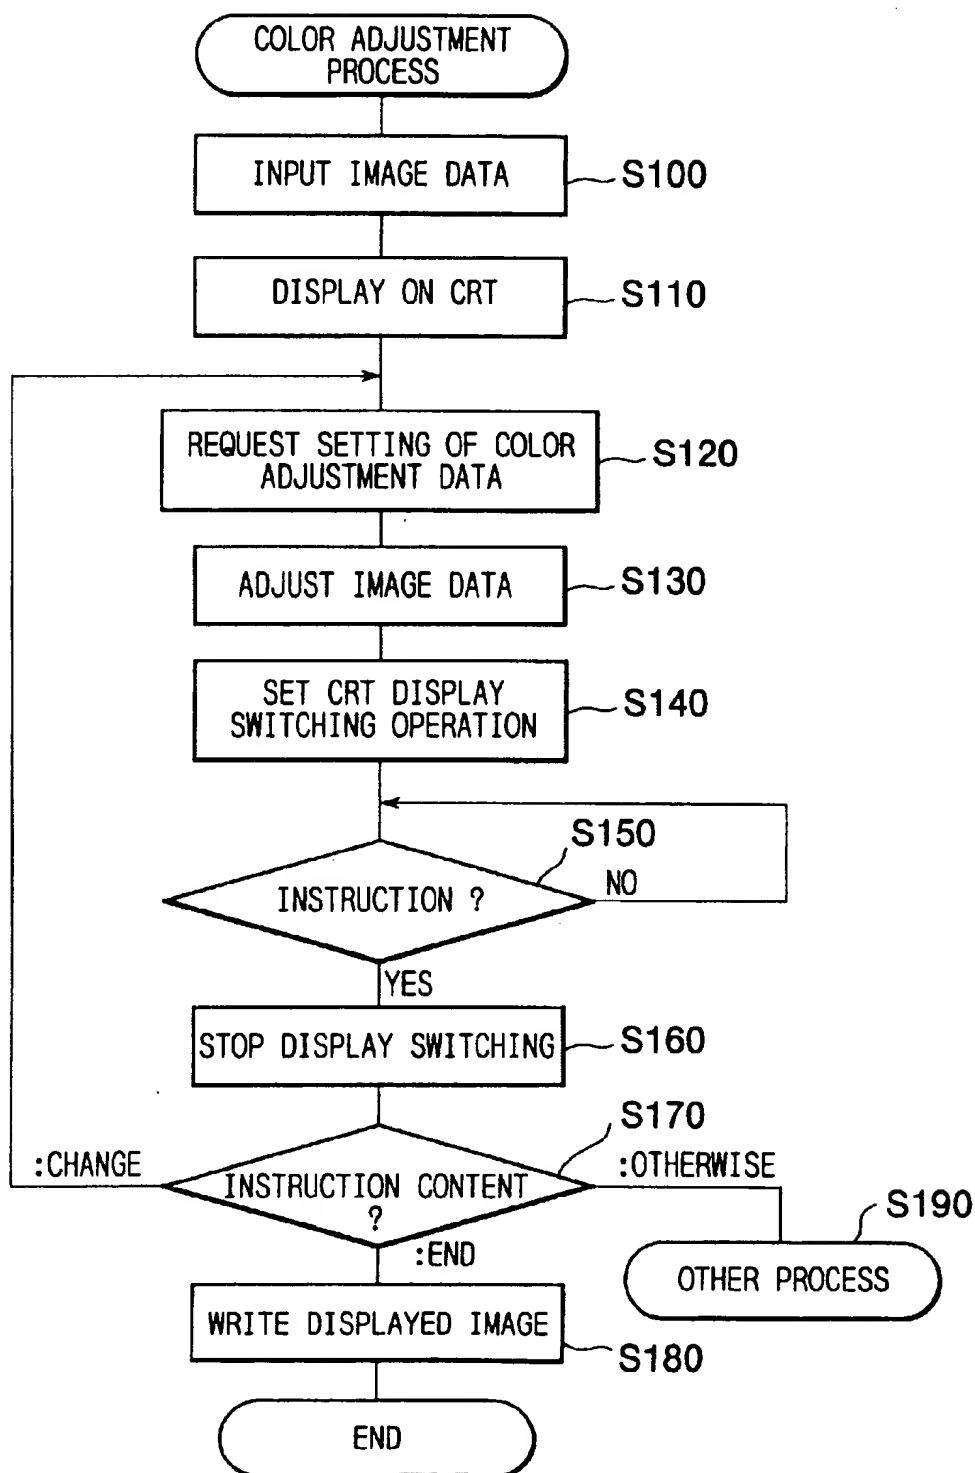 COLOR ADJUSTMENT
PROCESS
INPUT IMAGE DATA
S100
DISPLAY ON CRT
S110
REQUEST SETTING OF COLOR
ADJUSTMENT DATA
S120
ADJUST IMAGE DATA
S130
SET CRT DISPLAY
SWITCHING OPERATION
S140
S150
INSTRUCTION ?
NO
YES
STOP DISPLAY SWITCHING
S160
S170
:CHANGE
:OTHERWISE
INSTRUCTION CONTENT
?
S190
:END
OTHER PROCESS
WRITE DISPLAYED IMAGE
S180
END